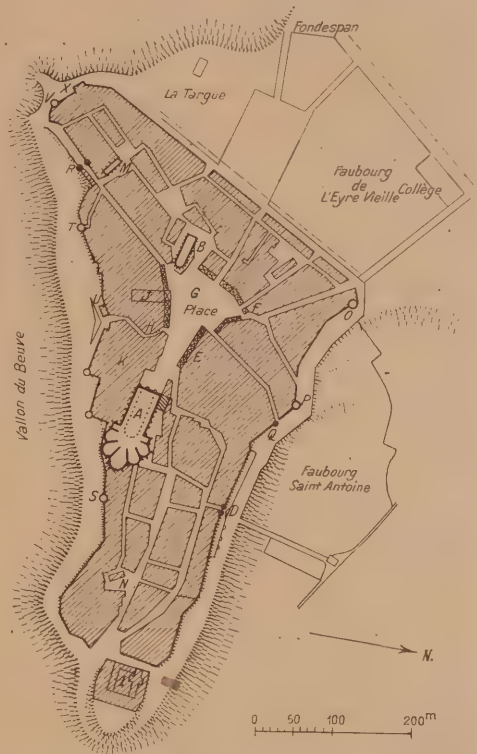 Fondespan
La Targue
Faubourg
de
L'Eyre Vieille
Collège
V
X
R
M
T
B
G
Place
F
O
J
H
K
E
A
P
Q
Vallon du Beuve
S
D
Faubourg
Saint Antoine
N
N.
0 50 100 200m